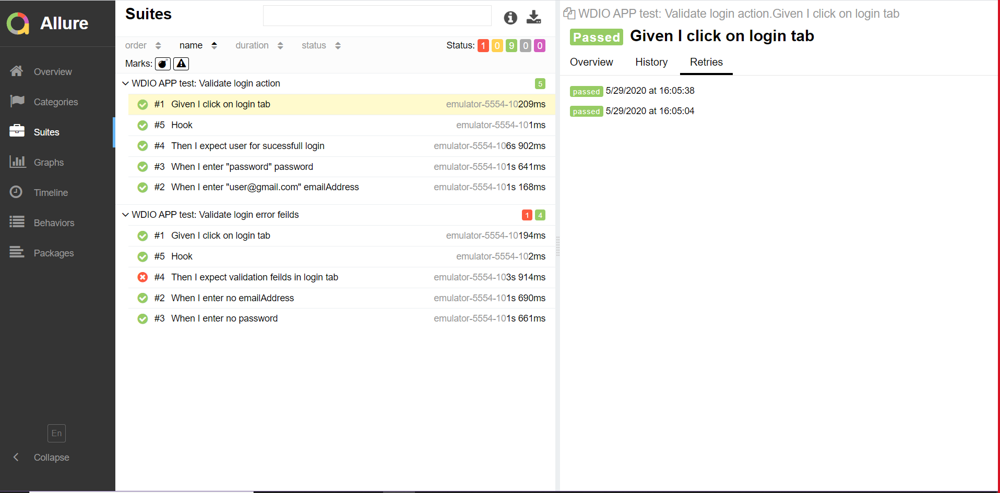 Allure
Overview
Categories
Suites
Graphs
Timeline
Behaviors
Packages
En
Collapse
Suites
order name duration status Status: 1 0 9 0 0
Marks:
WDIO APP test: Validate login action 5
#1 Given I click on login tab emulator-5554-10209ms
#5 Hook emulator-5554-101ms
#4 Then I expect user for sucessfull login emulator-5554-106s 902ms
#3 When I enter "password" password emulator-5554-101s 641ms
#2 When I enter "user@gmail.com" emailAddress emulator-5554-101s 168ms
WDIO APP test: Validate login error feilds 1 4
#1 Given I click on login tab emulator-5554-10194ms
#5 Hook emulator-5554-102ms
#4 Then I expect validation feilds in login tab emulator-5554-103s 914ms
#2 When I enter no emailAddress emulator-5554-101s 690ms
#3 When I enter no password emulator-5554-101s 661ms
WDIO APP test: Validate login action.Given I click on login tab
Passed Given I click on login tab
Overview History Retries
passed 5/29/2020 at 16:05:38
passed 5/29/2020 at 16:05:04